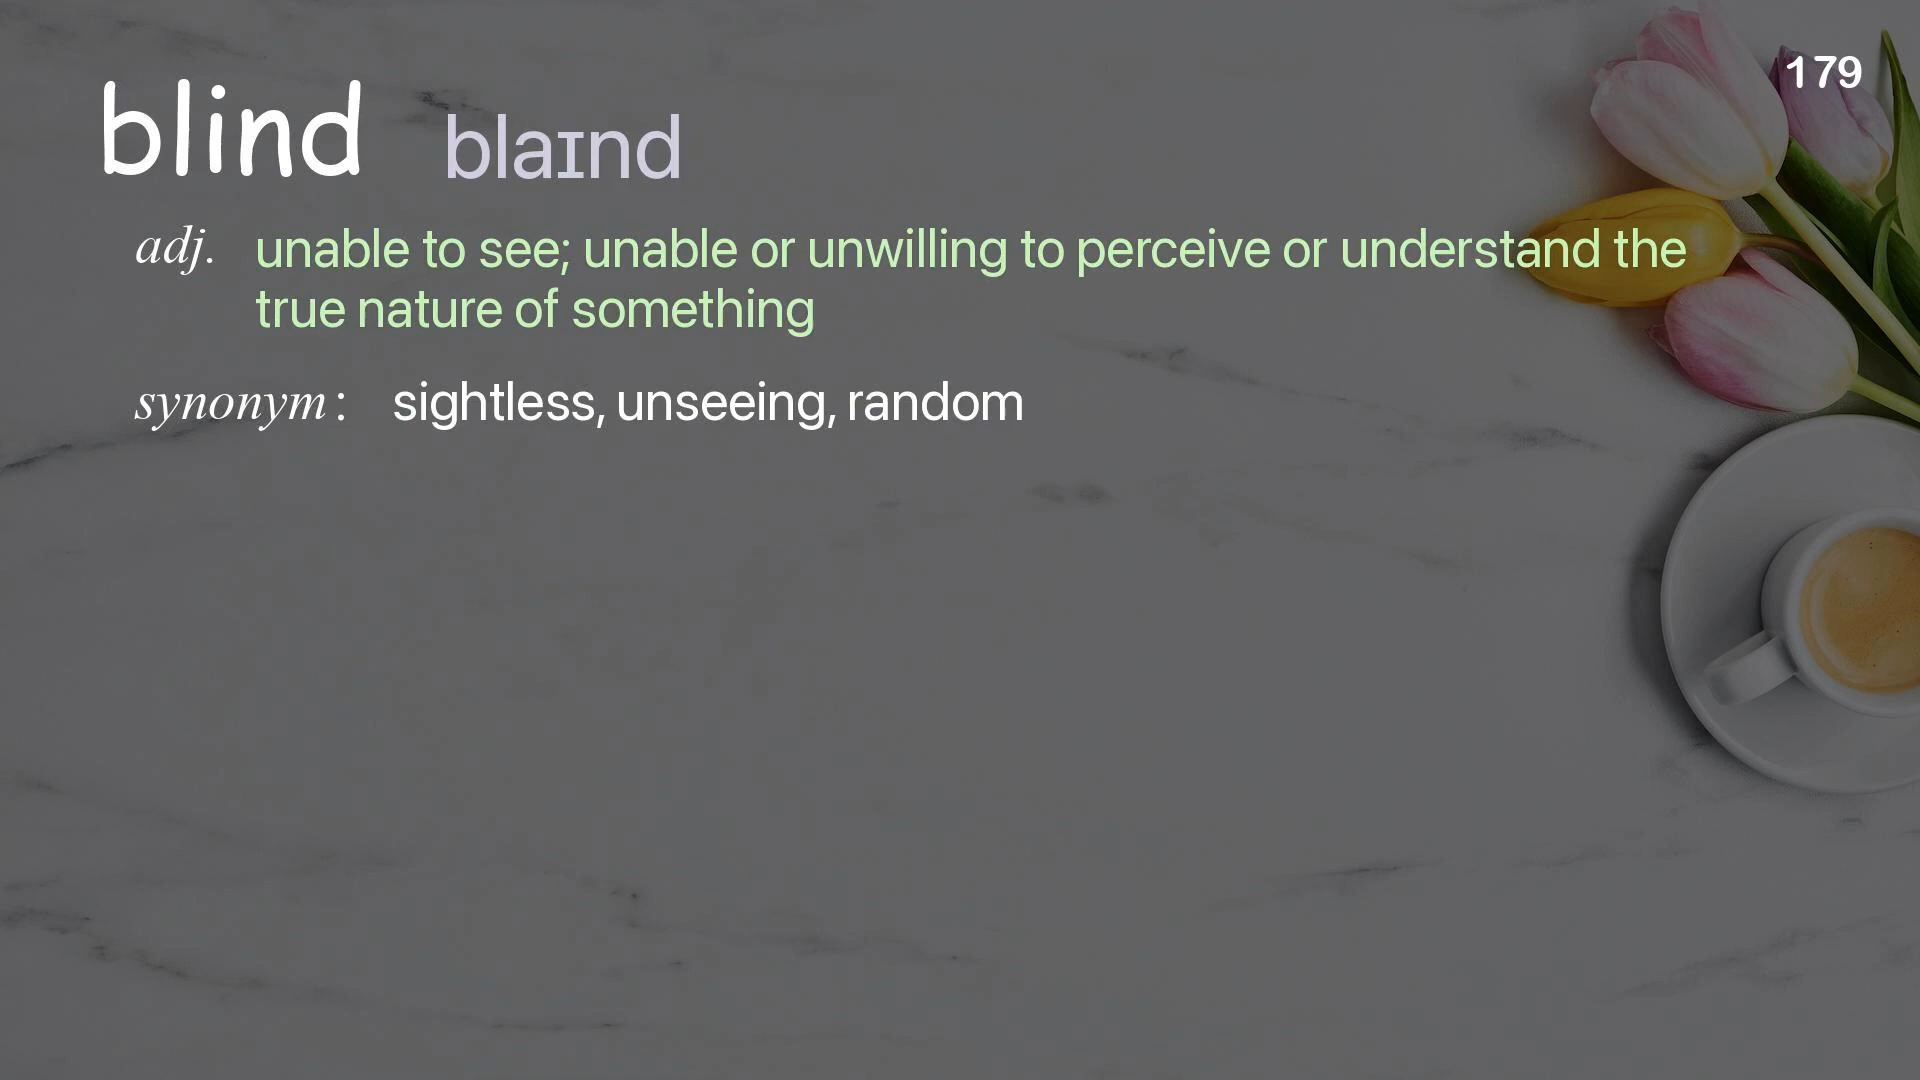 179
blind blaɪnd
adj. unable to see; unable or unwilling to perceive or understand the
true nature of something
synonym: sightless, unseeing, random